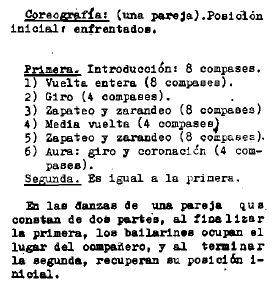 Coreografía: (una pareja).Posición
inicial: enfrentados.
Primera. Introducción: 8 compases.
1) Vuelta entera (8 compases).
2) Giro (4 compases).
3) Zapateo y zarandeo (8 compases)
4) Media vuelta (4 compases)
5) Zapateo y zarandeo (8 compases).
6) Aura: giro y coronación (4 com-
pases).
Segunda. Es igual a la primera.
En las danzas de una pareja que
constan de dos partes, al finalizar
la primera, los bailarines ocupan el
lugar del compañero, y al terminar
la segunda, recuperan su posición i-
nicial.